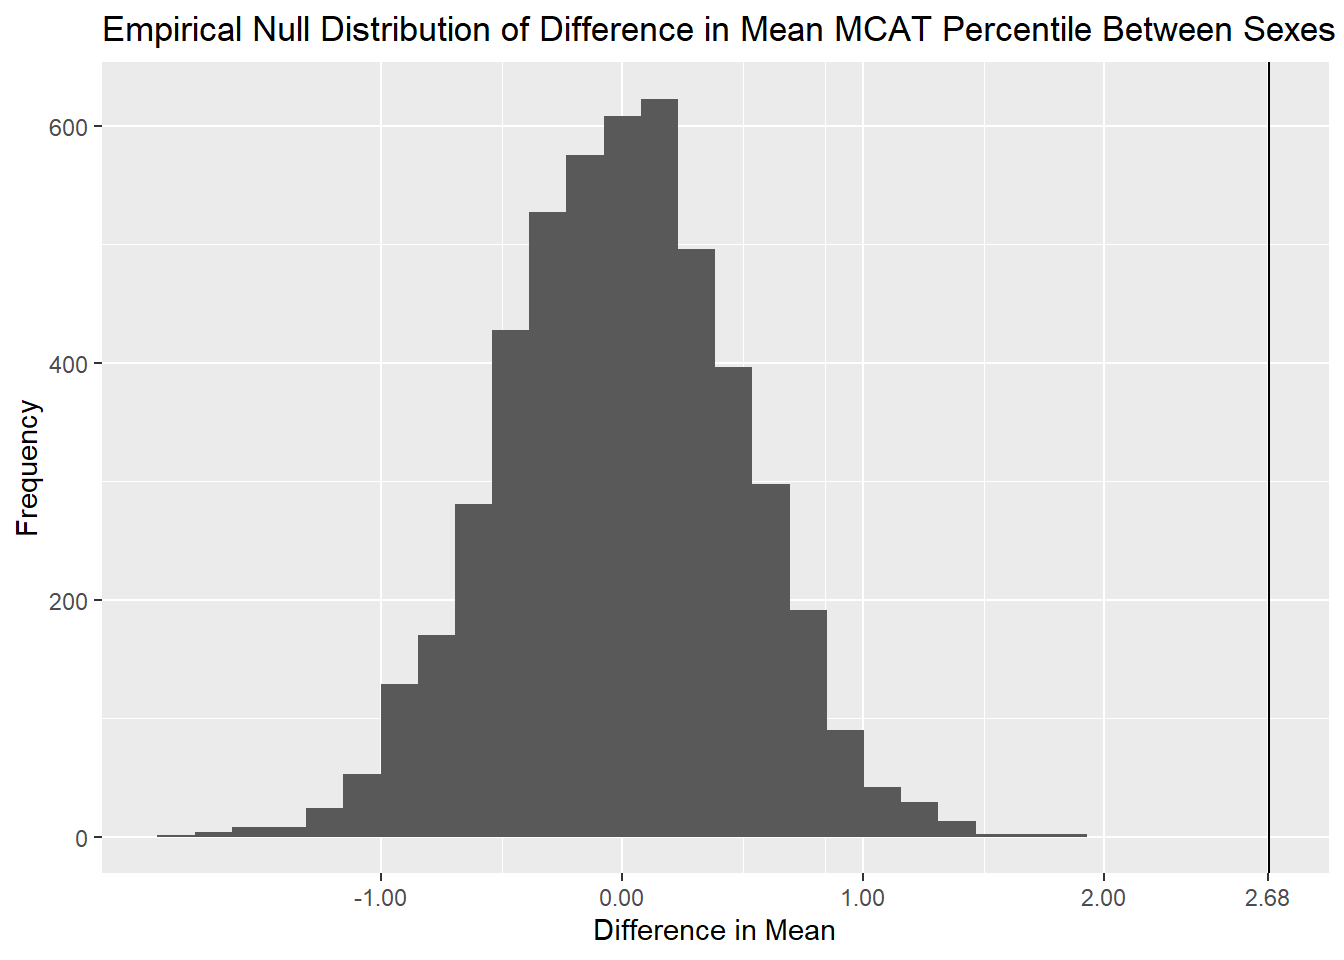 Empirical Null Distribution of Difference in Mean MCAT Percentile Between Sexes
600
400
200
0
Frequency
-1.00 0.00 1.00 2.00 2.68
Difference in Mean